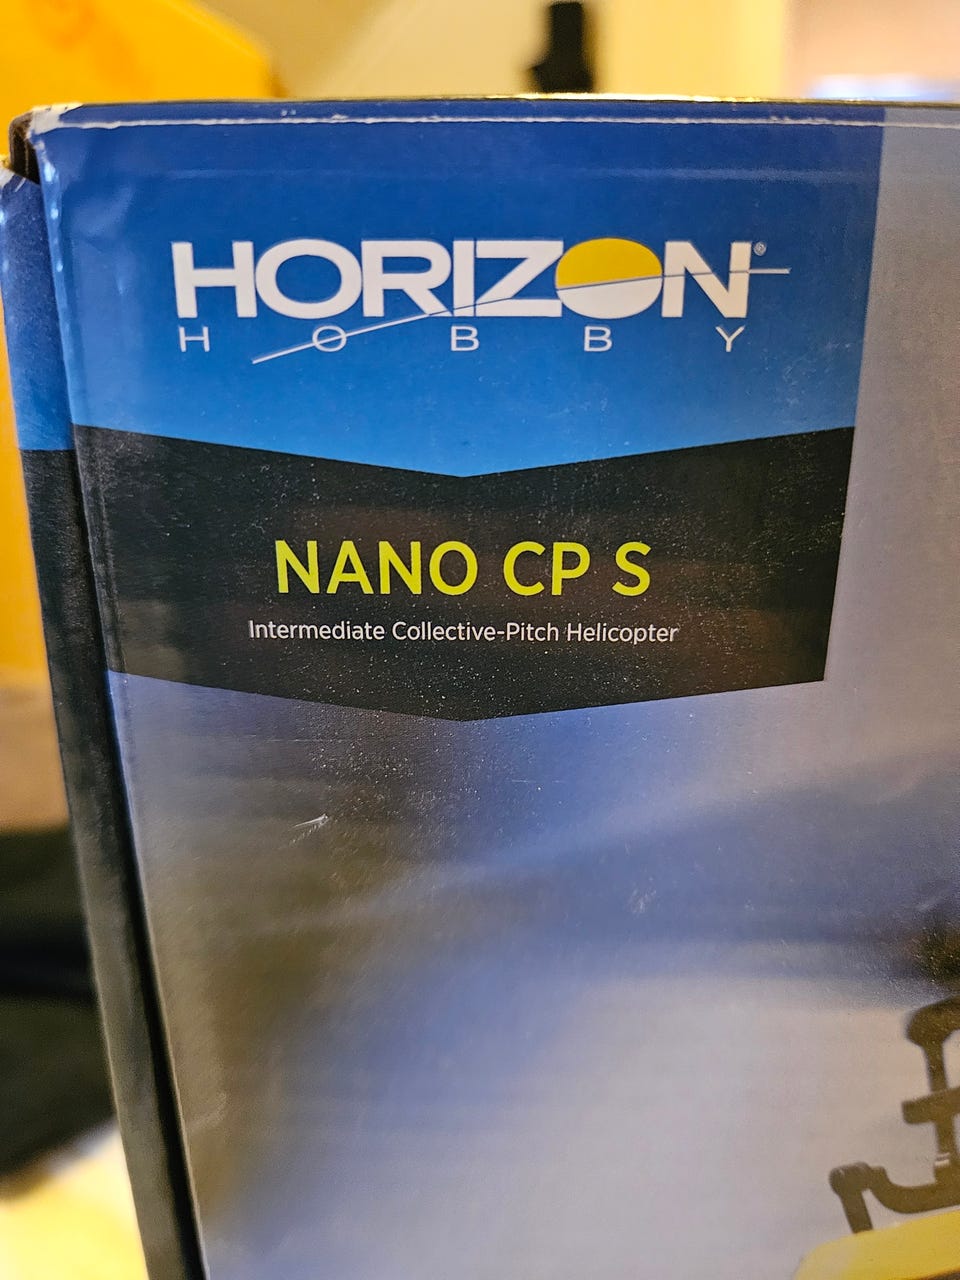 HORIZON®
HOBBY
NANO CP S
Intermediate Collective-Pitch Helicopter